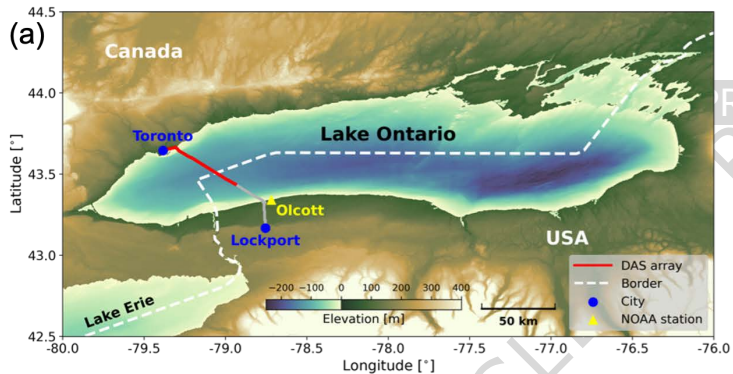 (a)
44.5
44.0
43.5
43.0
42.5
Latitude [°]
Canada
Toronto
Lake Ontario
Olcott
Lockport
USA
Lake Erie
-200 -100 0 100 200 300 400
Elevation [m]
50 km
DAS array
Border
City
NOAA station
-80.0 -79.5 -79.0 -78.5 -78.0 -77.5 -77.0 -76.5 -76.0
Longitude [°]